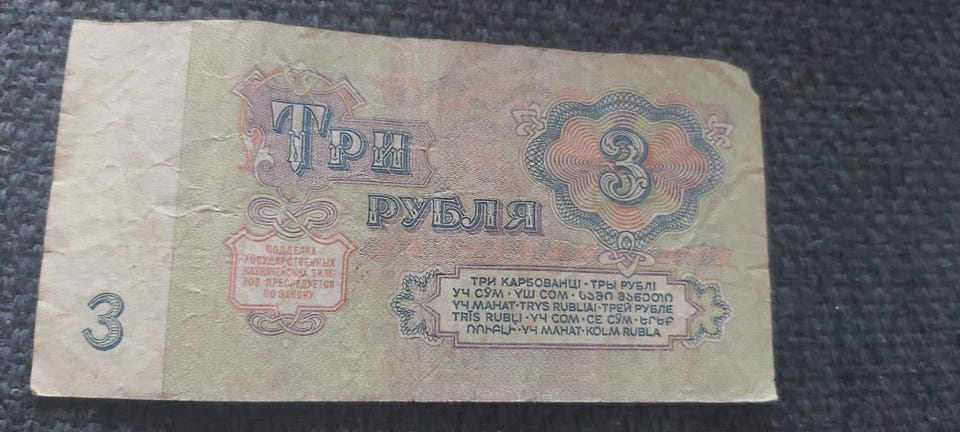 ТРИ
РУБЛЯ
3
3
ПОДДЕЛКА
ГОСУДАРСТВЕННЫХ
КАЗНАЧЕЙСКИХ БИЛЕ-
ТОВ ПРЕСЛЕДУЕТСЯ
ПО ЗАКОНУ
ТРИ КАРБОВАНЦІ · ТРЫ РУБЛІ
УЧ СЎМ · ҮШ СОМ · ᲡᲐᲛᲘ ᲛᲐᲜᲔᲗᲘ
ҮЧ МАНАТ · TRYS RUBLIAI · ТРЕЙ РУБЛЕ
TRĪS RUBĻI · ҮЧ СОМ · СЕ СӮМ · ԵՐԵՔ
ՌՈՒԲԼԻ · ҮЧ МАНАТ · KOLM RUBLA